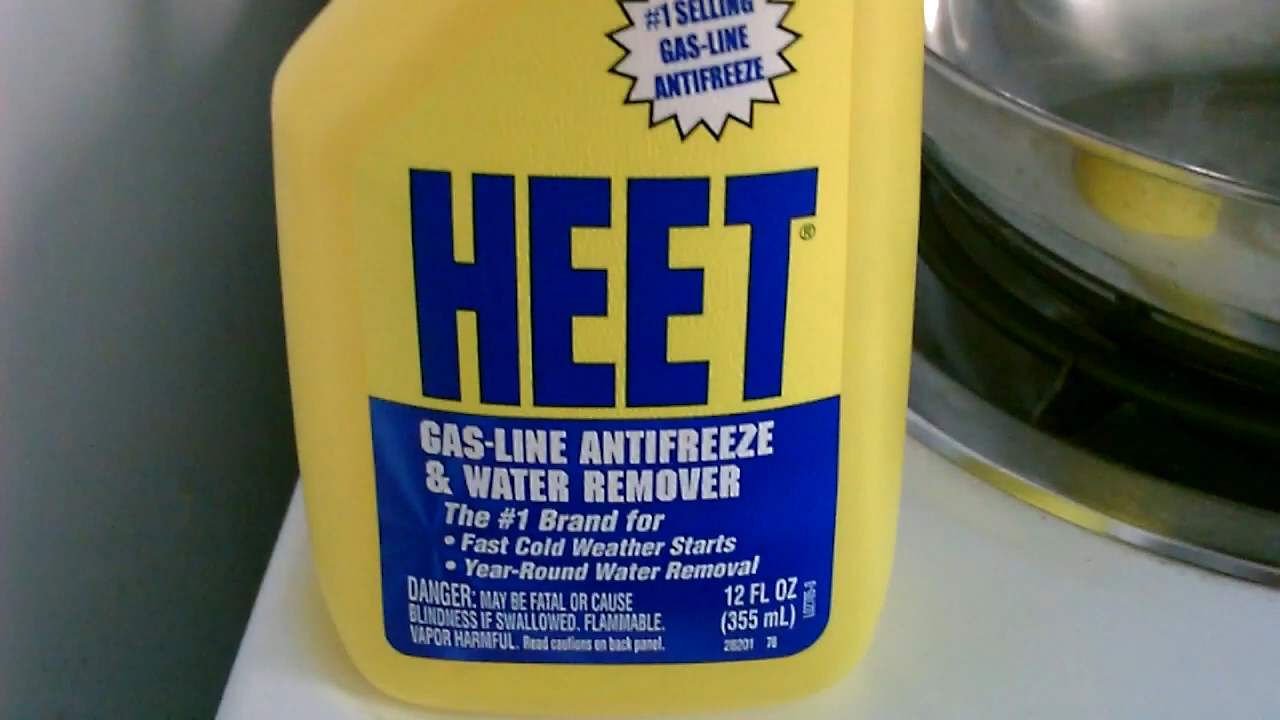 #1 SELLING
GAS-LINE
ANTIFREEZE
HEET®
GAS-LINE ANTIFREEZE
& WATER REMOVER
The #1 Brand for
• Fast Cold Weather Starts
• Year-Round Water Removal
DANGER: MAY BE FATAL OR CAUSE
BLINDNESS IF SWALLOWED. FLAMMABLE.
VAPOR HARMFUL. Read cautions on back panel.
12 FL OZ
(355 mL)
28201 78